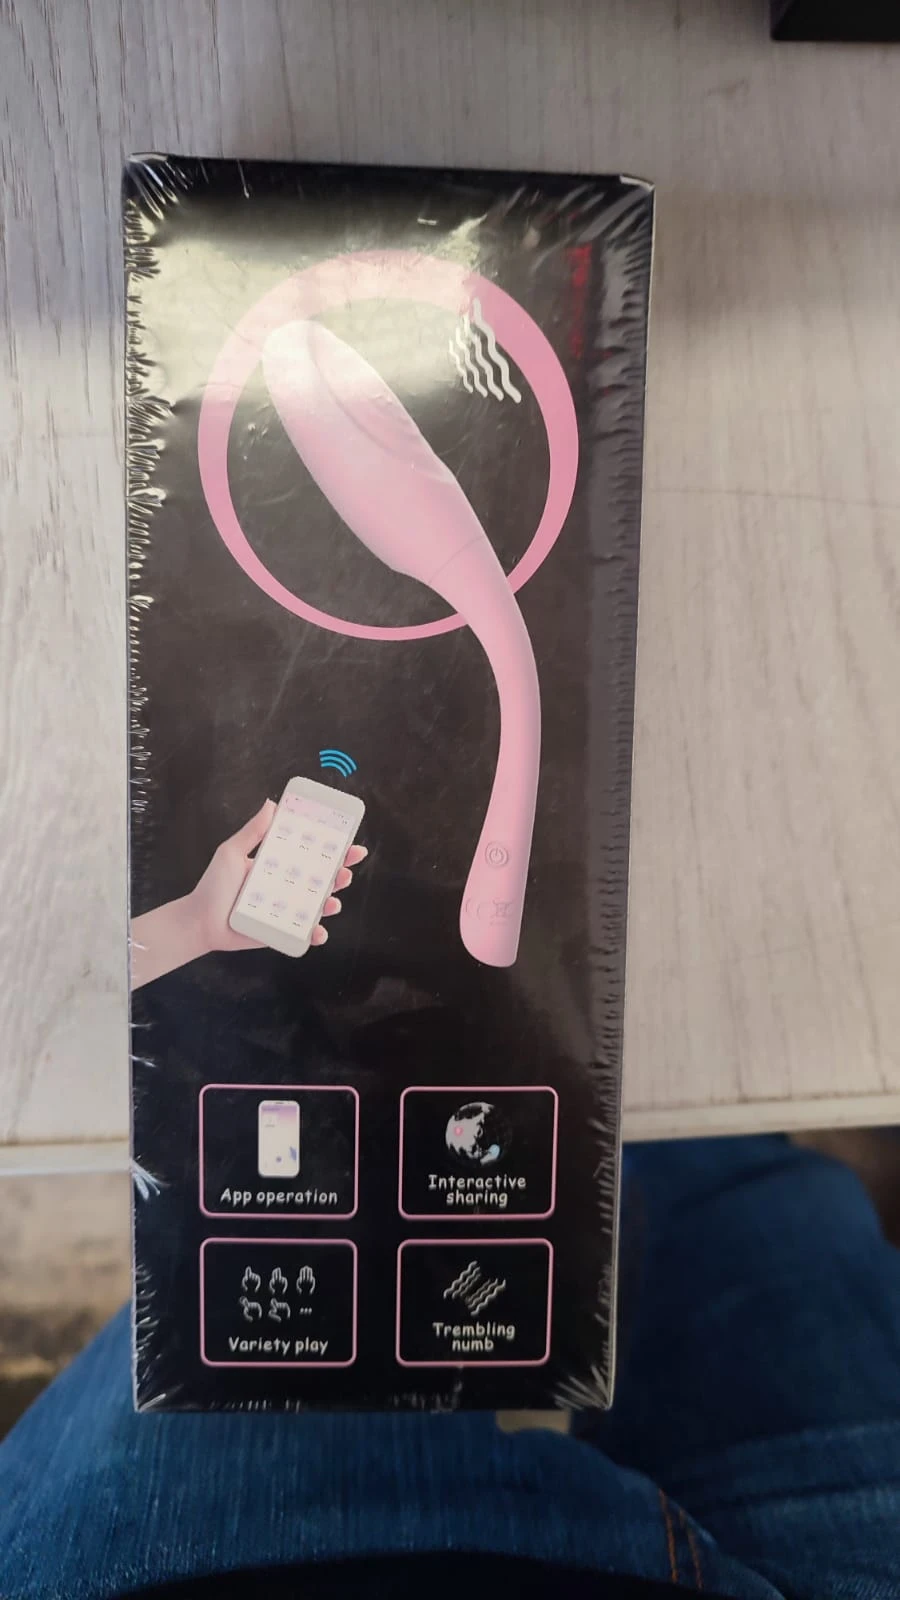 App operation
Interactive
sharing
Variety play
Trembling
numb